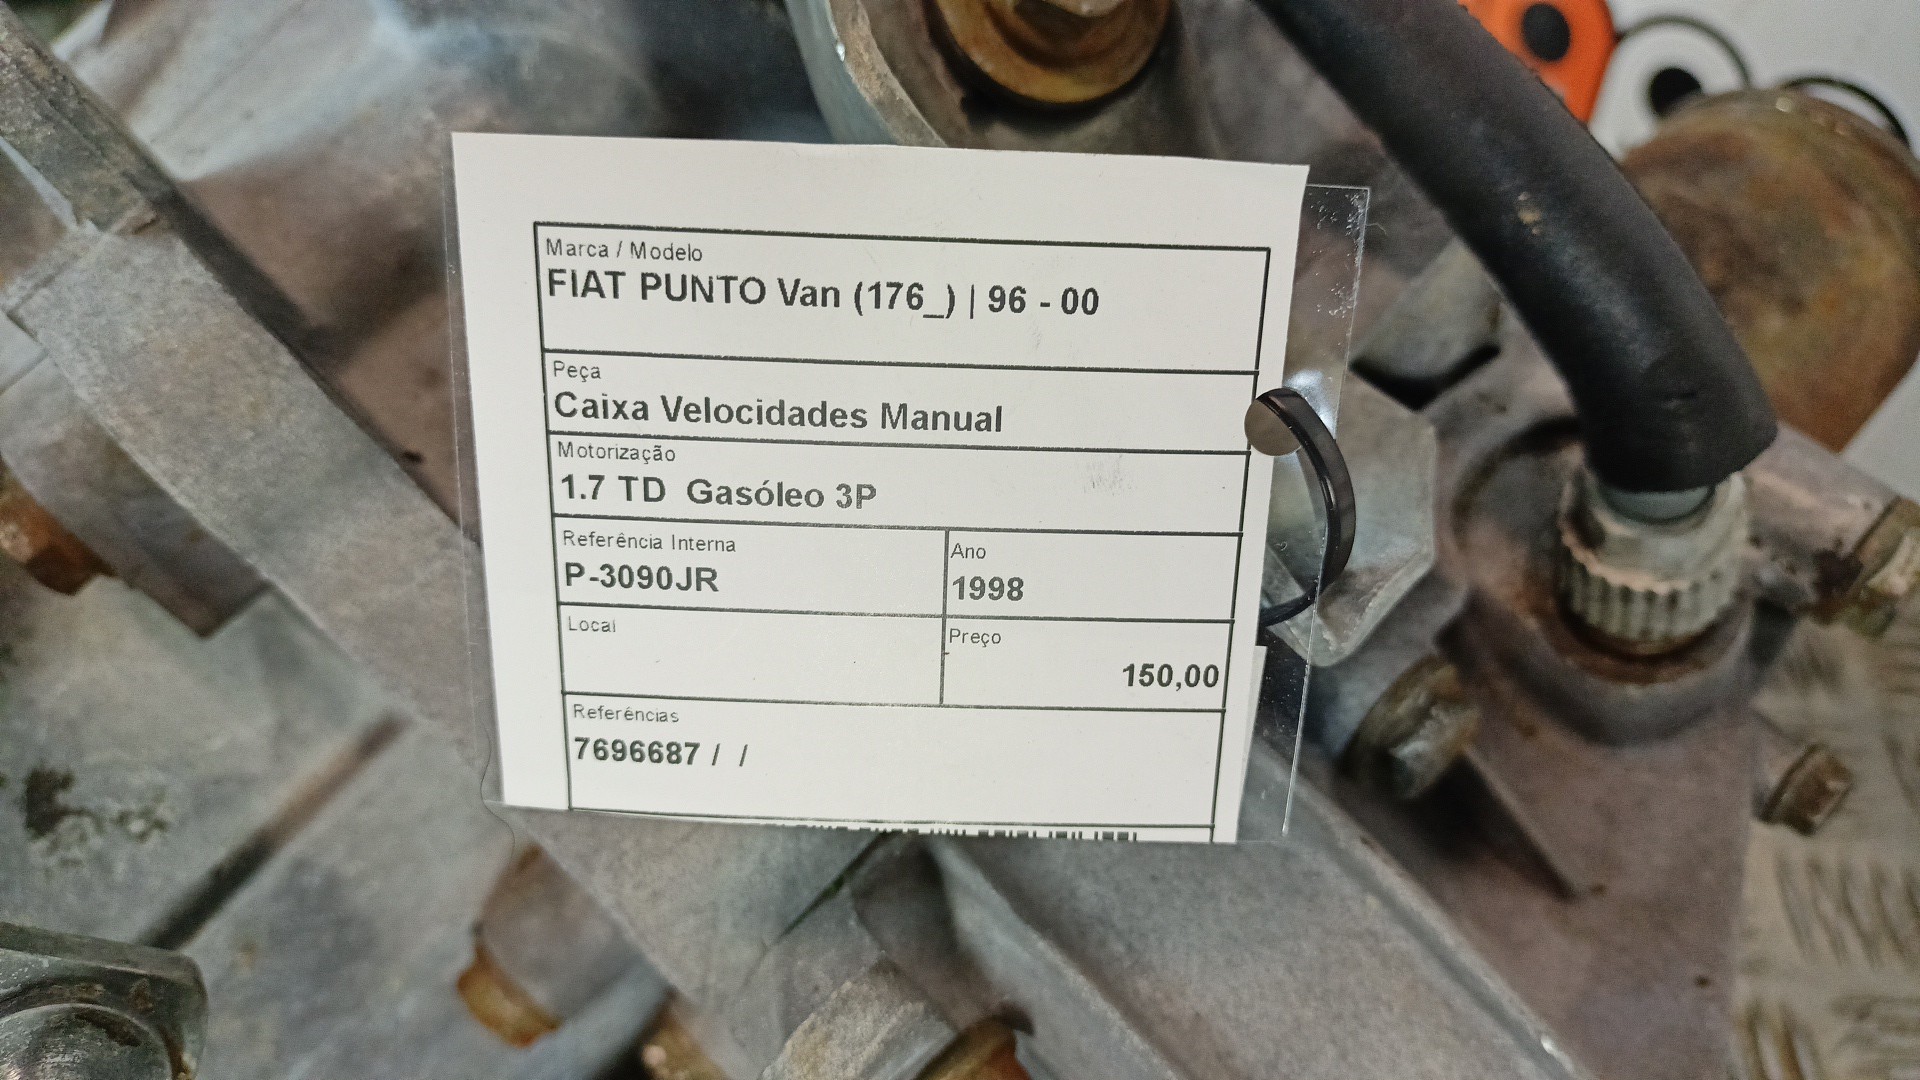 Marca / Modelo
FIAT PUNTO Van (176_) | 96 - 00
Peça
Caixa Velocidades Manual
Motorização
1.7 TD  Gasóleo 3P
Referência Interna
P-3090JR
Ano
1998
Local
Preço
150,00
Referências
7696687 /  /